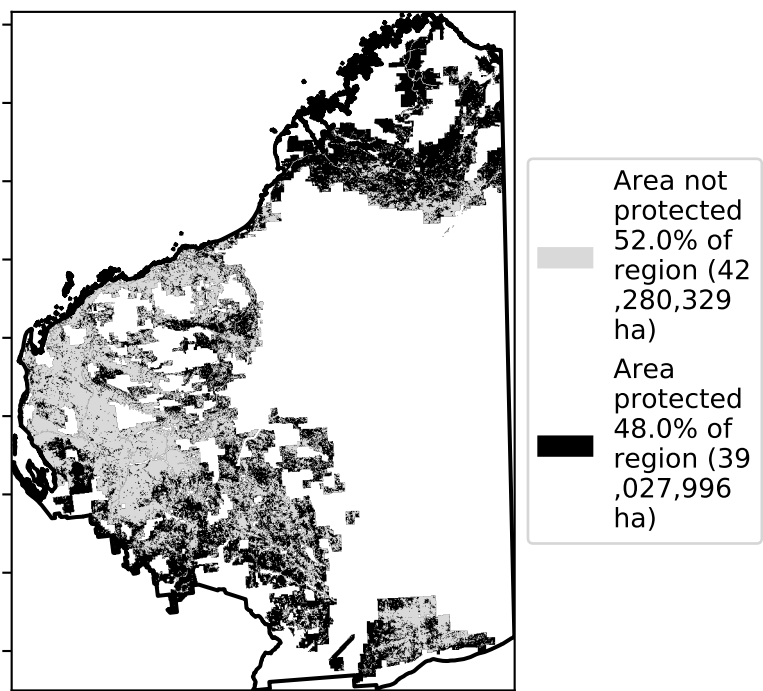 Area not
protected
52.0% of
region (42
,280,329
ha)
Area
protected
48.0% of
region (39
,027,996
ha)